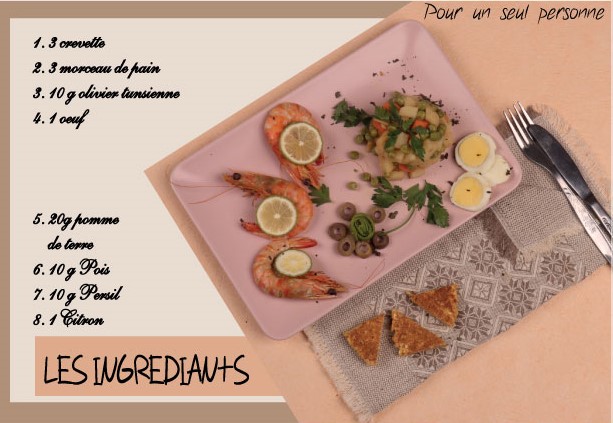 Pour un seul personne
1. 3 crevette
2. 3 morceau de pain
3. 10 g olivier tunsienne
4. 1 oeuf
5. 20g pomme
de terre
6. 10 g Pois
7. 10 g Persil
8. 1 Citron
LES INGREDIANTS